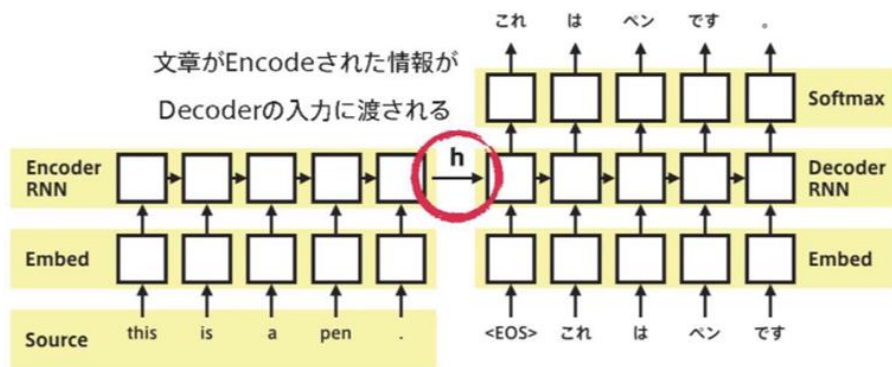 これ は ペン です 。
文章がEncodeされた情報が
Decoderの入力に渡される
Softmax
Encoder
RNN
h
Decoder
RNN
Embed
Embed
Source this is a pen .
<EOS> これ は ペン です